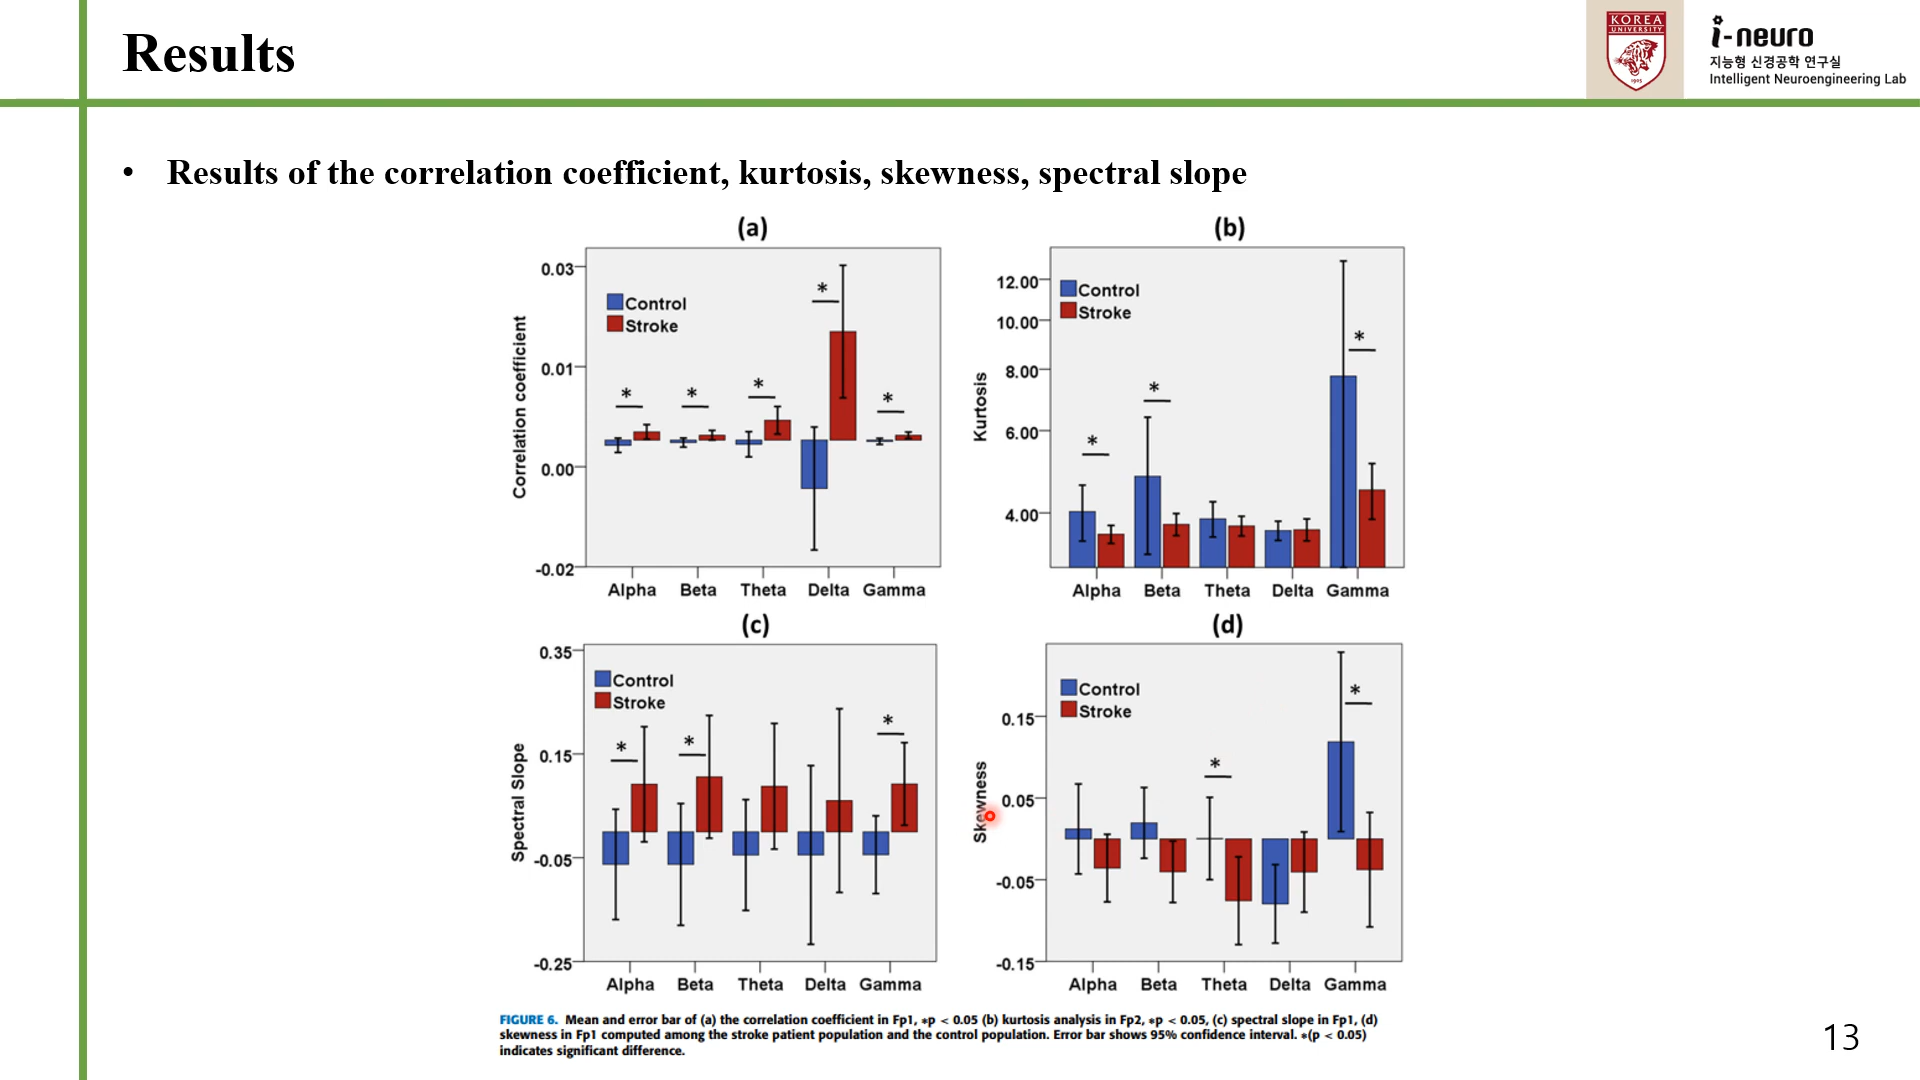 Results
KOREA
UNIVERSITY
1905
i-neuro
지능형 신경공학 연구실
Intelligent Neuroengineering Lab
• Results of the correlation coefficient, kurtosis, skewness, spectral slope
(a)
Correlation coefficient
0.03
0.01
0.00
-0.02
Control
Stroke
* * * * *
Alpha Beta Theta Delta Gamma
(b)
Kurtosis
12.00
10.00
8.00
6.00
4.00
Control
Stroke
* * *
Alpha Beta Theta Delta Gamma
(c)
Spectral Slope
0.35
0.15
-0.05
-0.25
Control
Stroke
* * *
Alpha Beta Theta Delta Gamma
(d)
Skewness
0.15
0.05
-0.05
-0.15
Control
Stroke
* *
Alpha Beta Theta Delta Gamma
FIGURE 6. Mean and error bar of (a) the correlation coefficient in Fp1, *p < 0.05 (b) kurtosis analysis in Fp2, *p < 0.05, (c) spectral slope in Fp1, (d)
skewness in Fp1 computed among the stroke patient population and the control population. Error bar shows 95% confidence interval. *(p < 0.05)
indicates significant difference.
13